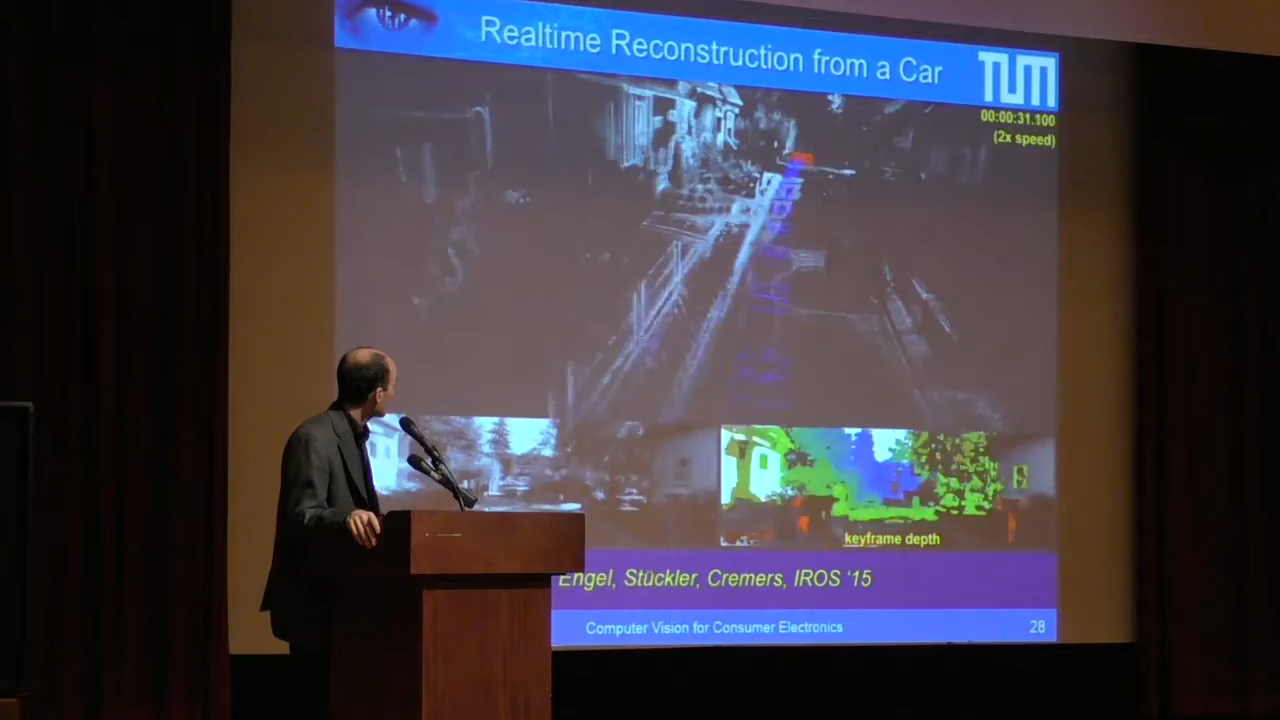 Realtime Reconstruction from a Car
TUM
00:00:31.100
(2x speed)
keyframe depth
Engel, Stückler, Cremers, IROS '15
Computer Vision for Consumer Electronics
28